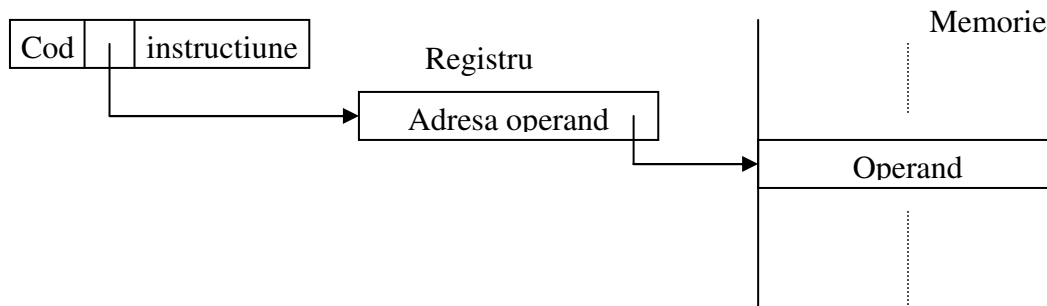 Memorie
Cod instructiune
Registru
Adresa operand
Operand